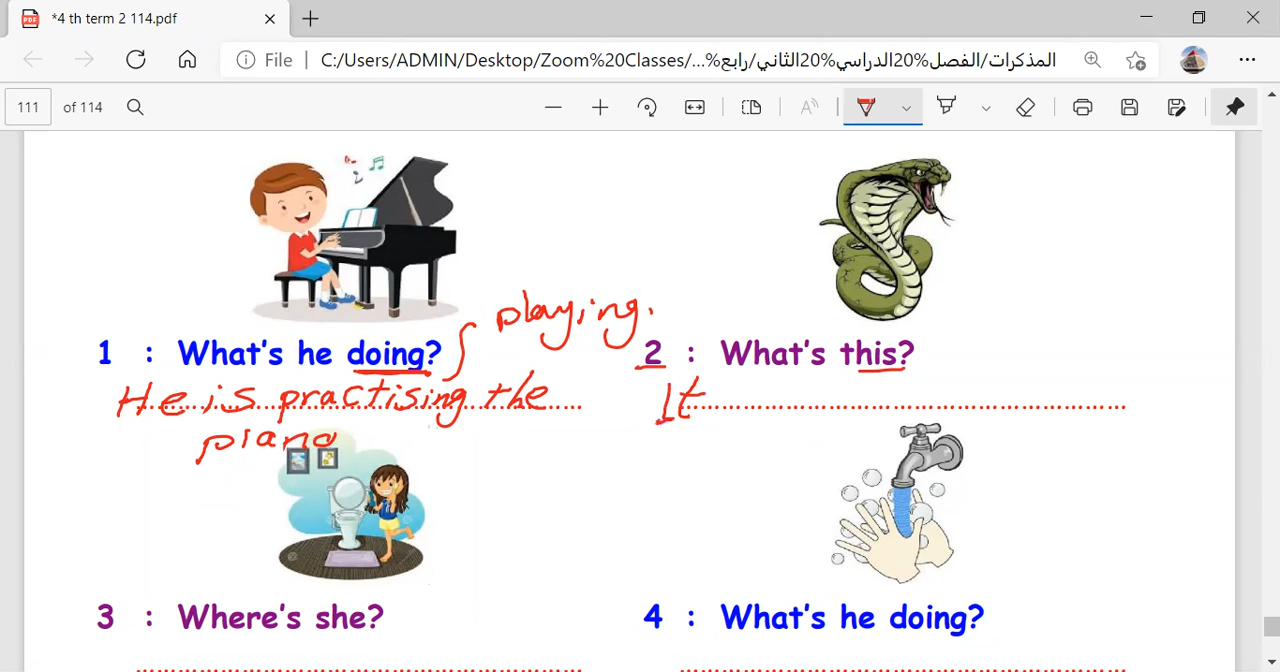 *4 th term 2 114.pdf
File C:/Users/ADMIN/Desktop/Zoom%20Classes/المذكرات/الفصل%20الدراسي%20الثاني/رابع%...
111 of 114
playing.
1 : What's he doing?
He is practising the
piano
2 : What's this?
It
3 : Where's she?
4 : What's he doing?